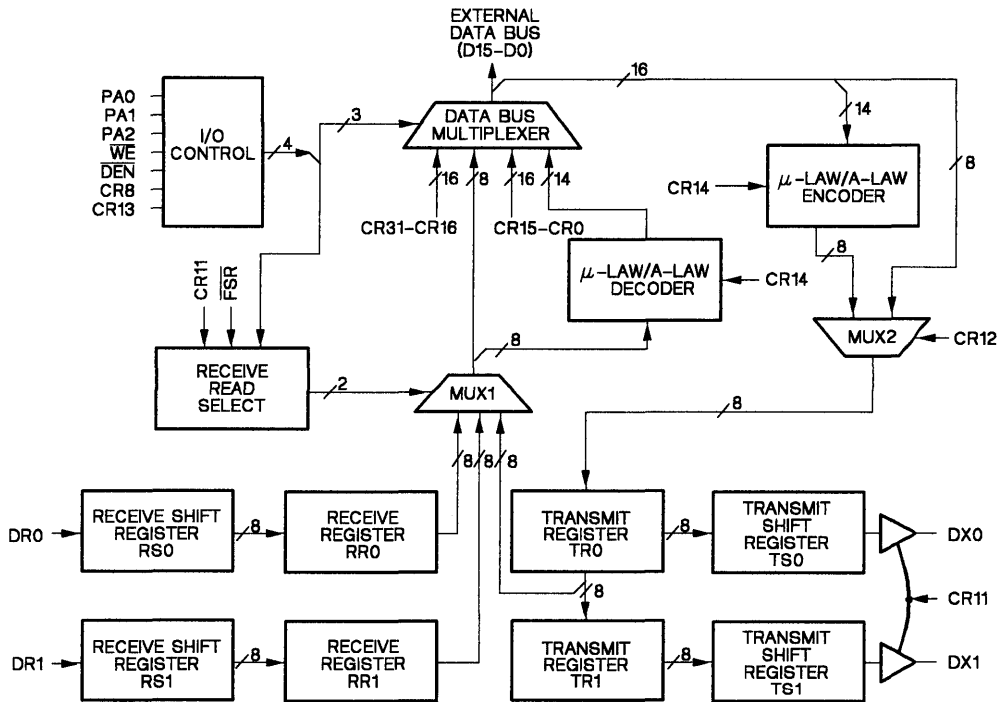 EXTERNAL
DATA BUS
(D15-D0)
16
PA0
PA1
PA2
WE
DEN
CR8
CR13
I/O
CONTROL
4
3
DATA BUS
MULTIPLEXER
14
8
μ-LAW/A-LAW
ENCODER
CR14
16
8
16
14
CR31-CR16
CR15-CR0
8
μ-LAW/A-LAW
DECODER
CR14
CR11
FSR
MUX2
CR12
8
RECEIVE
READ
SELECT
2
MUX1
8
8
8
8
DR0
RECEIVE SHIFT
REGISTER
RS0
8
RECEIVE
REGISTER
RR0
TRANSMIT
REGISTER
TR0
8
TRANSMIT
SHIFT
REGISTER
TS0
DX0
8
CR11
DR1
RECEIVE SHIFT
REGISTER
RS1
8
RECEIVE
REGISTER
RR1
TRANSMIT
REGISTER
TR1
8
TRANSMIT
SHIFT
REGISTER
TS1
DX1